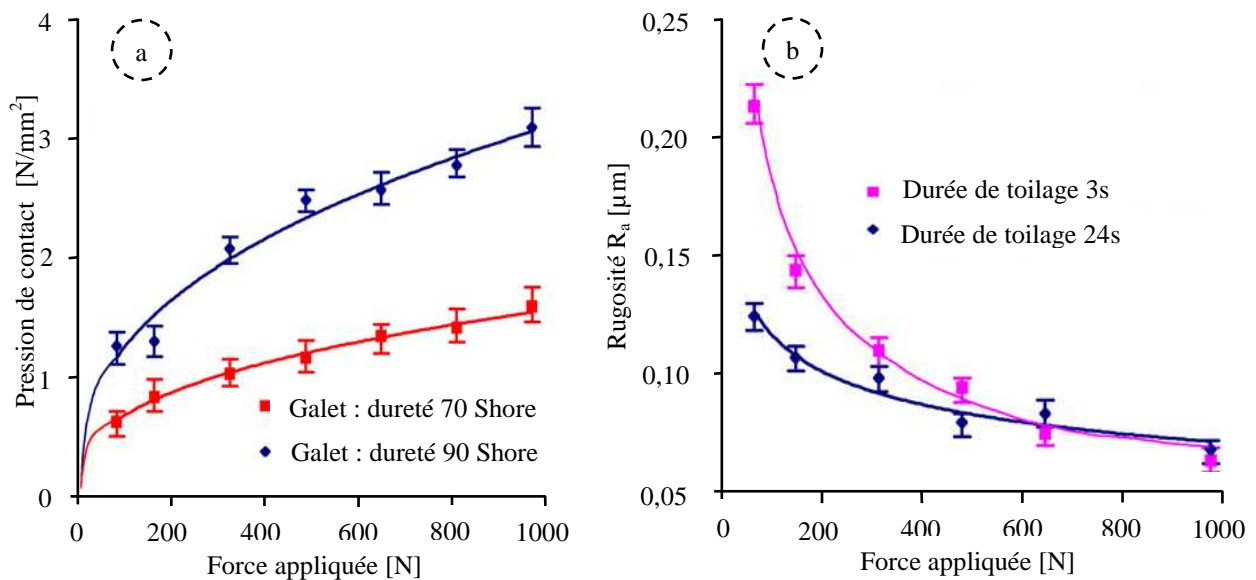 a
Pression de contact [N/mm²]
4
3
2
1
0
0 200 400 600 800 1000
Force appliquée [N]
Galet : dureté 70 Shore
Galet : dureté 90 Shore
b
Rugosité Ra [µm]
0,25
0,20
0,15
0,10
0,05
0 200 400 600 800 1000
Force appliquée [N]
Durée de toilage 3s
Durée de toilage 24s